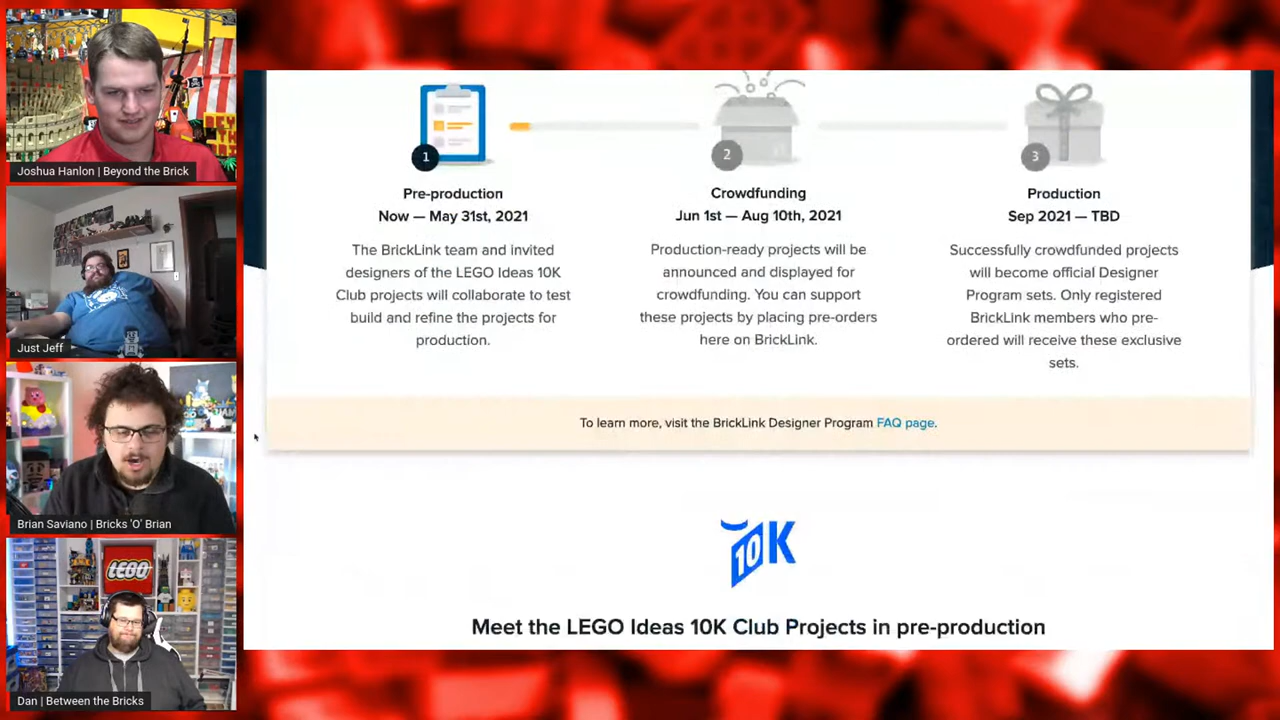 Joshua Hanlon | Beyond the Brick
Just Jeff
Brian Saviano | Bricks 'O' Brian
LEGO
Dan | Between the Bricks
1
Pre-production
Now — May 31st, 2021
The BrickLink team and invited
designers of the LEGO Ideas 10K
Club projects will collaborate to test
build and refine the projects for
production.
2
Crowdfunding
Jun 1st — Aug 10th, 2021
Production-ready projects will be
announced and displayed for
crowdfunding. You can support
these projects by placing pre-orders
here on BrickLink.
3
Production
Sep 2021 — TBD
Successfully crowdfunded projects
will become official Designer
Program sets. Only registered
BrickLink members who pre-
ordered will receive these exclusive
sets.
To learn more, visit the BrickLink Designer Program FAQ page.
10K
Meet the LEGO Ideas 10K Club Projects in pre-production